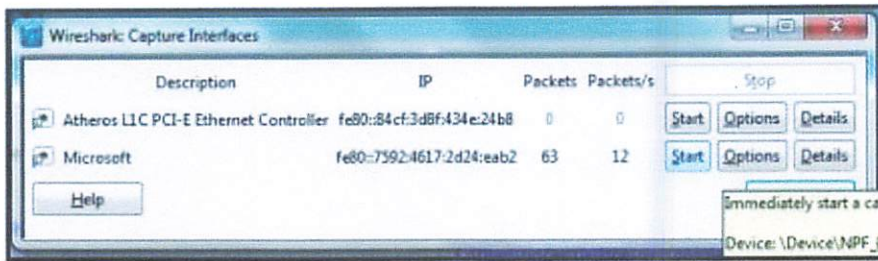 Wireshark: Capture Interfaces
Description IP Packets Packets/s Stop
Atheros L1C PCI-E Ethernet Controller fe80::84cf:3d8f:434e:24b8 0 0 Start Options Details
Microsoft fe80::7592:4617:2d24:eab2 63 12 Start Options Details
Help
Immediately start a ca
Device: \Device\NPF_